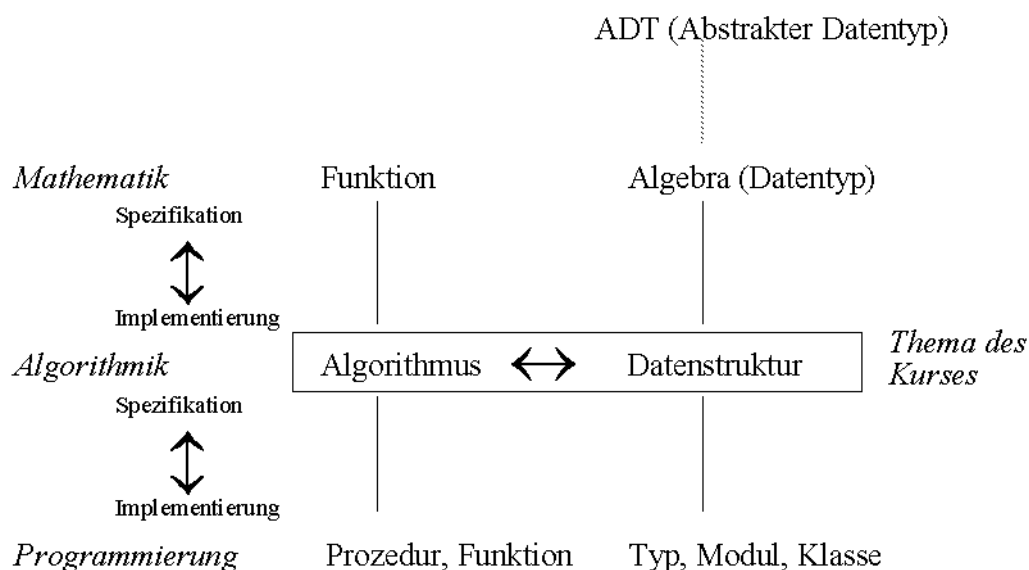 ADT (Abstrakter Datentyp)
Mathematik Funktion Algebra (Datentyp)
Spezifikation
Implementierung
Algorithmik Algorithmus Datenstruktur Thema des
Kurses
Spezifikation
Implementierung
Programmierung Prozedur, Funktion Typ, Modul, Klasse